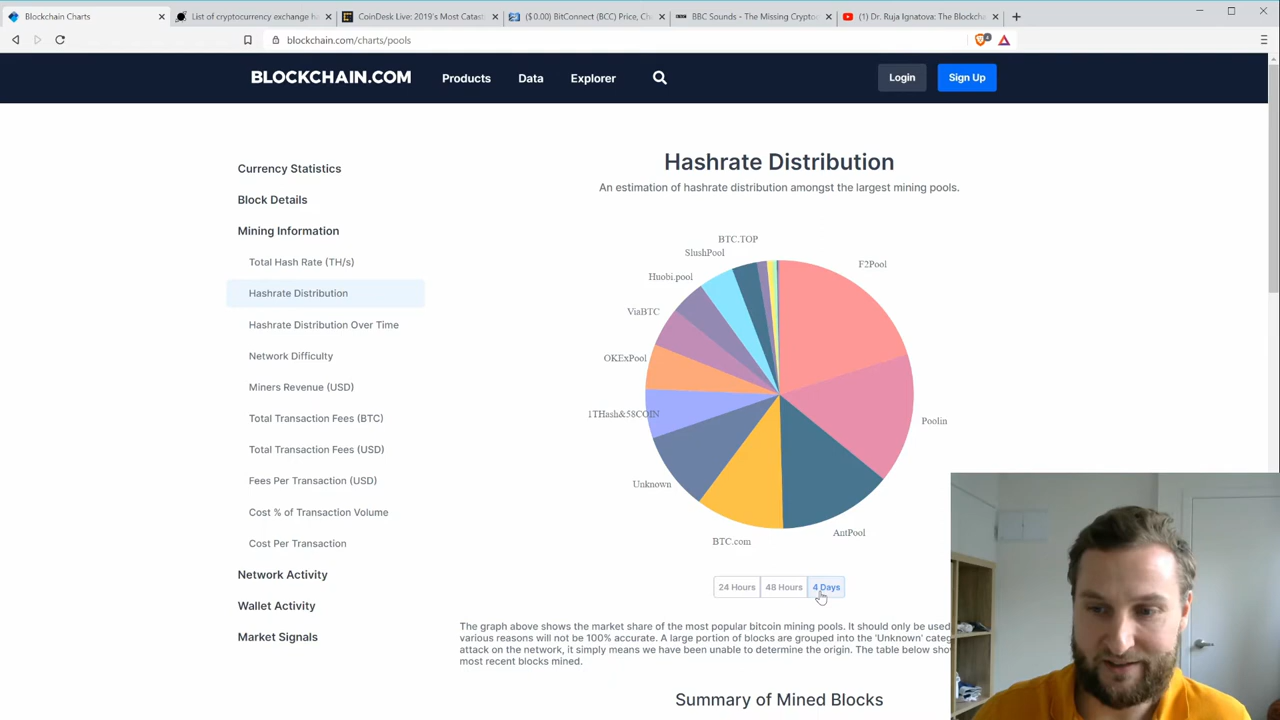 Blockchain Charts
List of cryptocurrency exchange h
CoinDesk Live: 2019's Most Catast
($0.00) BitConnect (BCC) Price, Ch
BBC Sounds - The Missing Crypto
(1) Dr. Ruja Ignatova: The Blockcha
blockchain.com/charts/pools
BLOCKCHAIN.COM
Products
Data
Explorer
Login
Sign Up
Currency Statistics
Block Details
Mining Information
Total Hash Rate (TH/s)
Hashrate Distribution
Hashrate Distribution Over Time
Network Difficulty
Miners Revenue (USD)
Total Transaction Fees (BTC)
Total Transaction Fees (USD)
Fees Per Transaction (USD)
Cost % of Transaction Volume
Cost Per Transaction
Network Activity
Wallet Activity
Market Signals
Hashrate Distribution
An estimation of hashrate distribution amongst the largest mining pools.
BTC.TOP
SlushPool
F2Pool
Huobi.pool
ViaBTC
OKExPool
1THash&58COIN
Poolin
Unknown
AntPool
BTC.com
24 Hours
48 Hours
4 Days
The graph above shows the market share of the most popular bitcoin mining pools. It should only be used
various reasons will not be 100% accurate. A large portion of blocks are grouped into the 'Unknown' categ
attack on the network, it simply means we have been unable to determine the origin. The table below sho
most recent blocks mined.
Summary of Mined Blocks